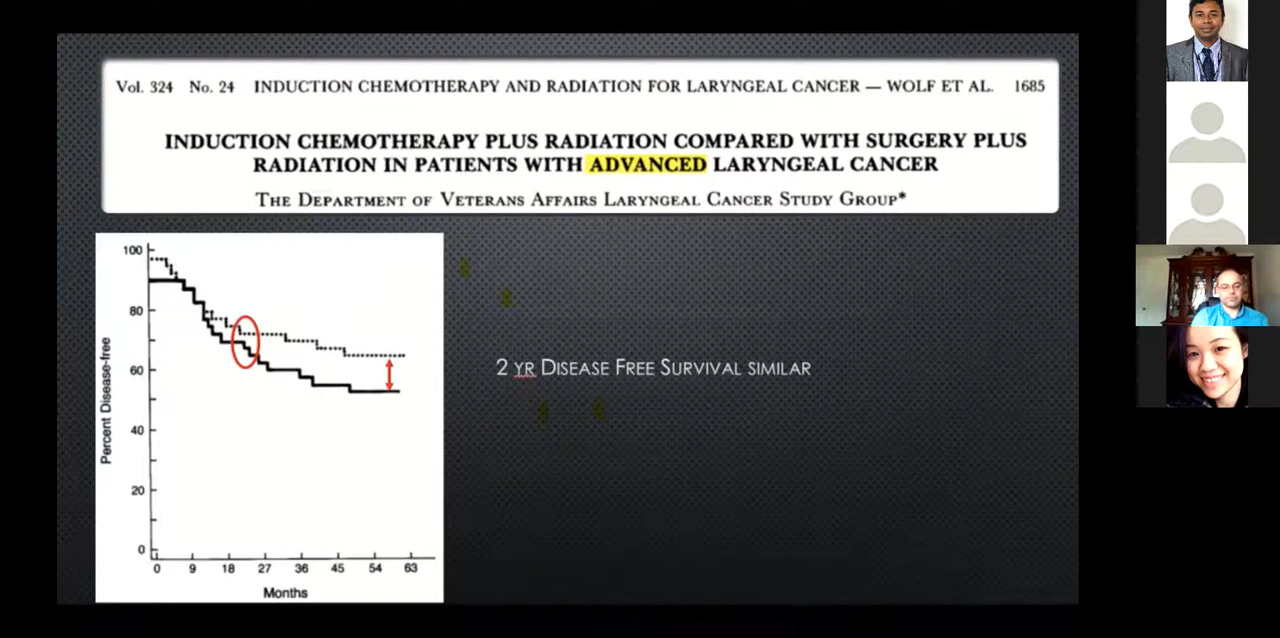 Vol. 324 No. 24 INDUCTION CHEMOTHERAPY AND RADIATION FOR LARYNGEAL CANCER — WOLF ET AL. 1685
INDUCTION CHEMOTHERAPY PLUS RADIATION COMPARED WITH SURGERY PLUS
RADIATION IN PATIENTS WITH ADVANCED LARYNGEAL CANCER
THE DEPARTMENT OF VETERANS AFFAIRS LARYNGEAL CANCER STUDY GROUP*
Percent Disease-free
100
80
60
40
20
0
0 9 18 27 36 45 54 63
Months
2 YR DISEASE FREE SURVIVAL SIMILAR